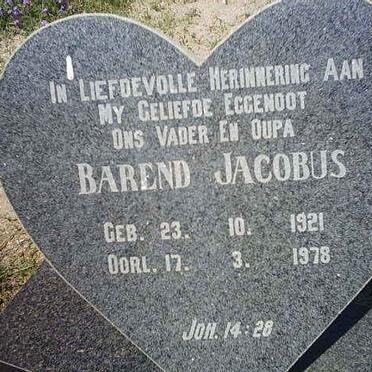 In Liefdevolle Herinnering Aan
My Geliefde Eggenoot
Ons Vader En Oupa
Barend Jacobus
Geb. 23. 10. 1921
Oorl. 17. 3. 1978
Joh. 14:28